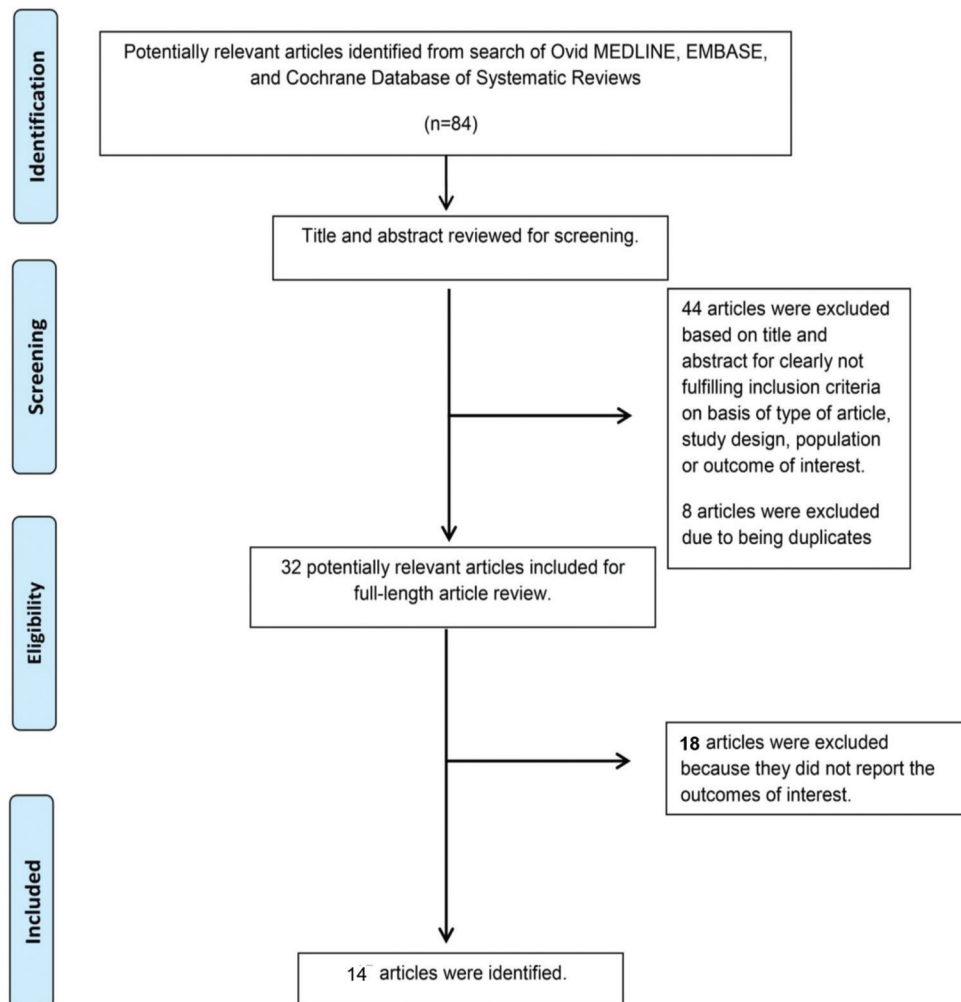 Identification
Potentially relevant articles identified from search of Ovid MEDLINE, EMBASE,
and Cochrane Database of Systematic Reviews
(n=84)
Title and abstract reviewed for screening.
Screening
44 articles were excluded
based on title and
abstract for clearly not
fulfilling inclusion criteria
on basis of type of article,
study design, population
or outcome of interest.
8 articles were excluded
due to being duplicates
Eligibility
32 potentially relevant articles included for
full-length article review.
18 articles were excluded
because they did not report the
outcomes of interest.
Included
14 articles were identified.